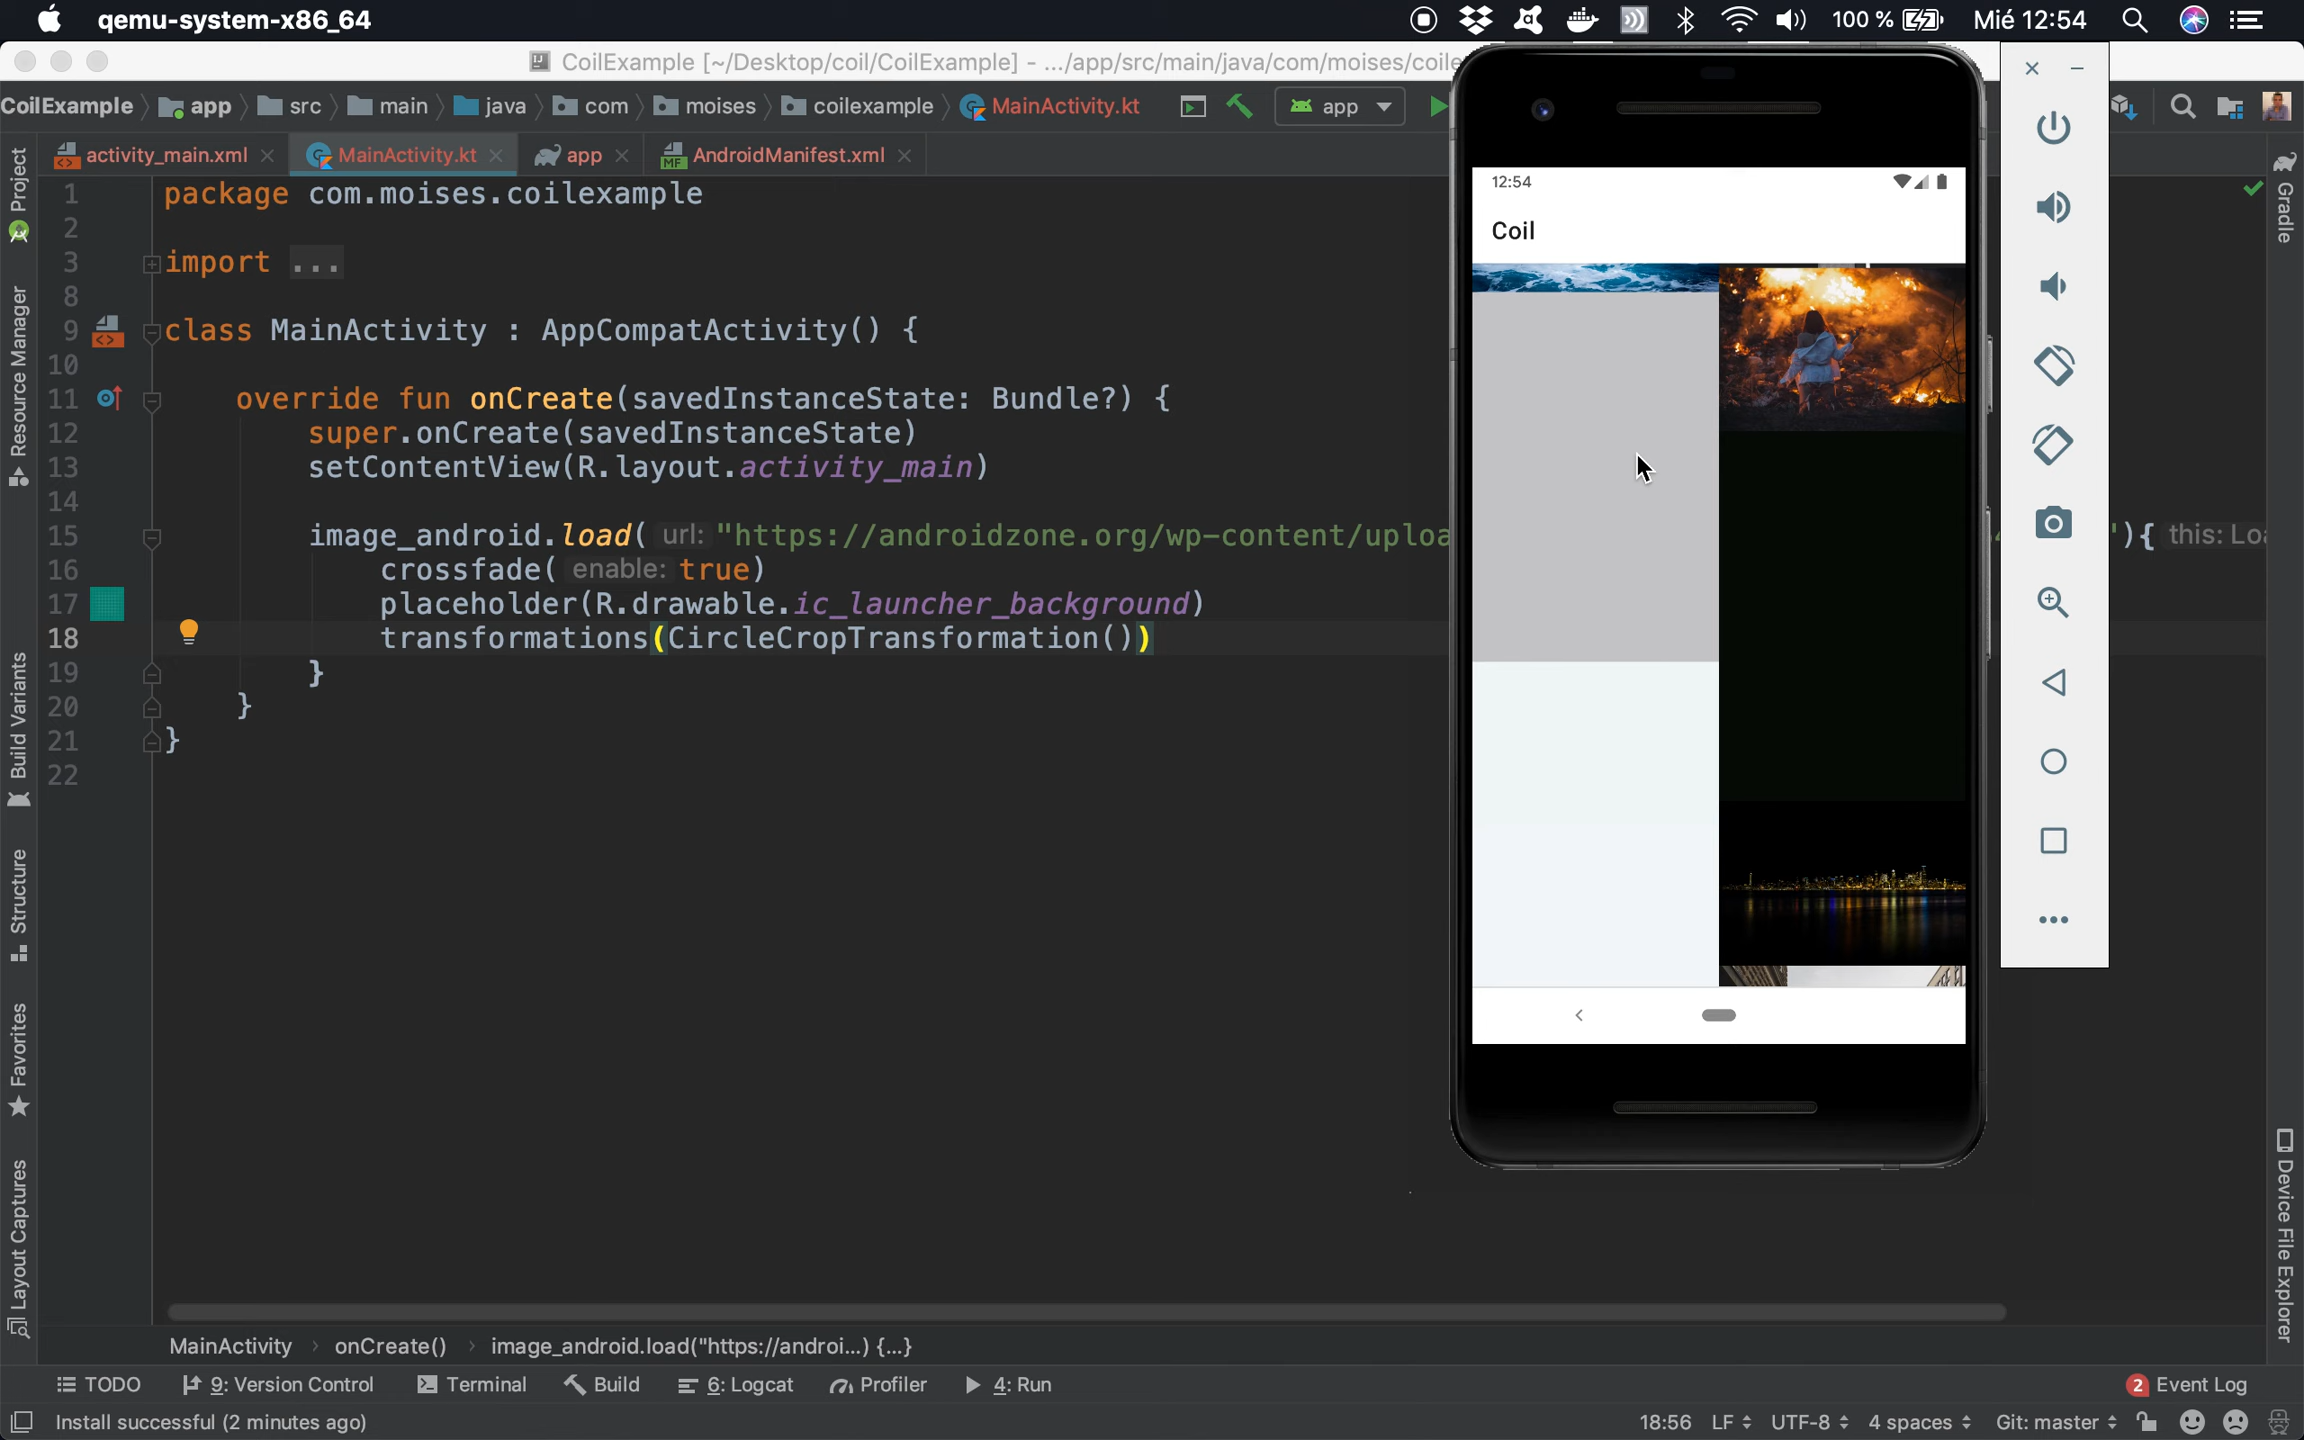 qemu-system-x86_64
100 %
Mié 12:54
CoilExample [~/Desktop/coil/CoilExample] - .../app/src/main/java/com/moises/coile
CoilExample app src main java com moises coilexample MainActivity.kt
app
activity_main.xml
MainActivity.kt
app
AndroidManifest.xml
Project
Resource Manager
Build Variants
Structure
Favorites
Layout Captures
1 package com.moises.coilexample
2
3 import ...
8
9 class MainActivity : AppCompatActivity() {
10
11 override fun onCreate(savedInstanceState: Bundle?) {
12 super.onCreate(savedInstanceState)
13 setContentView(R.layout.activity_main)
14
15 image_android.load( url: "https://androidzone.org/wp-content/uploa "){ this: Loa
16 crossfade( enable: true)
17 placeholder(R.drawable.ic_launcher_background)
18 transformations(CircleCropTransformation())
19 }
20 }
21 }
22
12:54
Coil
Gradle
Device File Explorer
MainActivity › onCreate() › image_android.load("https://androi...) {...}
TODO
9: Version Control
Terminal
Build
6: Logcat
Profiler
4: Run
2 Event Log
Install successful (2 minutes ago)
18:56 LF UTF-8 4 spaces Git: master